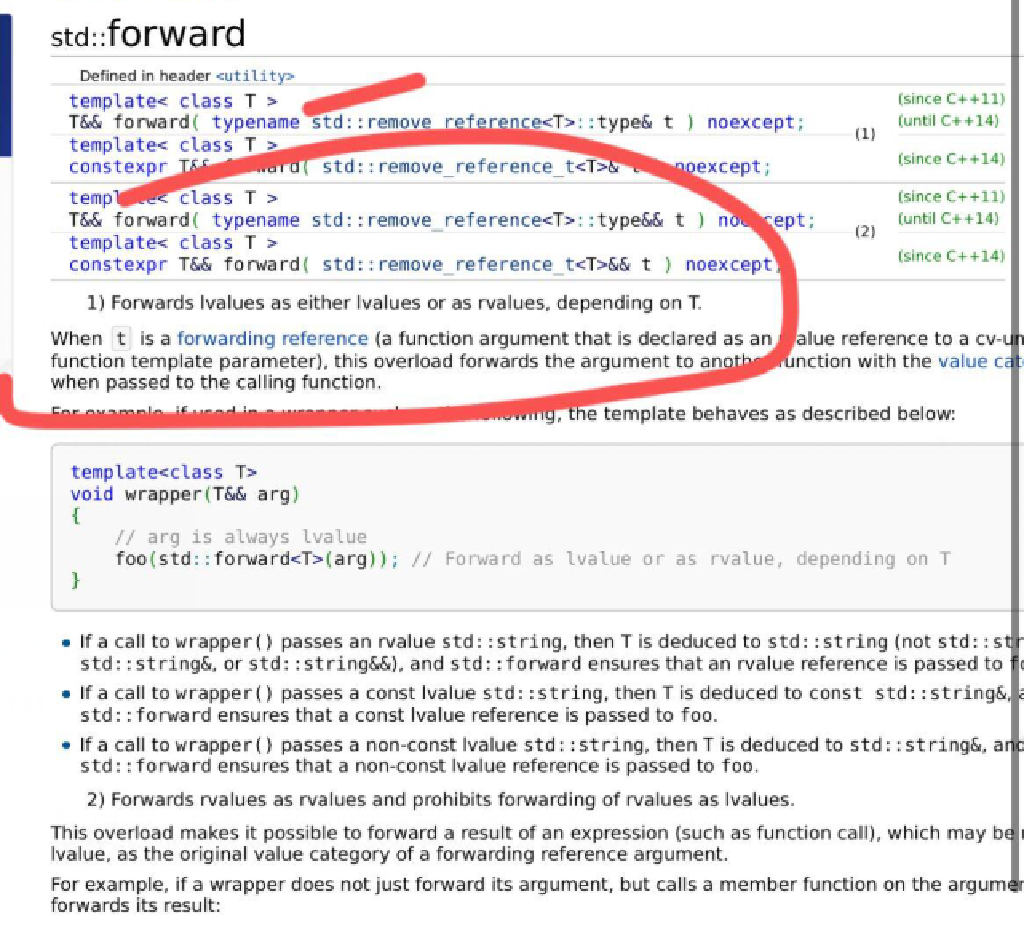 std::forward
Defined in header <utility>
template< class T >
(since C++11)
T&& forward( typename std::remove_reference<T>::type& t ) noexcept;
(until C++14)
(1)
template< class T >
constexpr T&& forward( std::remove_reference_t<T>& t ) noexcept;
(since C++14)
template< class T >
(since C++11)
T&& forward( typename std::remove_reference<T>::type&& t ) noexcept;
(until C++14)
(2)
template< class T >
constexpr T&& forward( std::remove_reference_t<T>&& t ) noexcept;
(since C++14)
1) Forwards lvalues as either lvalues or as rvalues, depending on T.
When t is a forwarding reference (a function argument that is declared as an rvalue reference to a cv-un
function template parameter), this overload forwards the argument to another function with the value cat
when passed to the calling function.
For example, if used in a wrapper such as the following, the template behaves as described below:
template<class T>
void wrapper(T&& arg)
{
// arg is always lvalue
foo(std::forward<T>(arg)); // Forward as lvalue or as rvalue, depending on T
}
• If a call to wrapper() passes an rvalue std::string, then T is deduced to std::string (not std::str
std::string&, or std::string&&), and std::forward ensures that an rvalue reference is passed to fo
• If a call to wrapper() passes a const lvalue std::string, then T is deduced to const std::string&, a
std::forward ensures that a const lvalue reference is passed to foo.
• If a call to wrapper() passes a non-const lvalue std::string, then T is deduced to std::string&, and
std::forward ensures that a non-const lvalue reference is passed to foo.
2) Forwards rvalues as rvalues and prohibits forwarding of rvalues as lvalues.
This overload makes it possible to forward a result of an expression (such as function call), which may be
lvalue, as the original value category of a forwarding reference argument.
For example, if a wrapper does not just forward its argument, but calls a member function on the argumen
forwards its result: